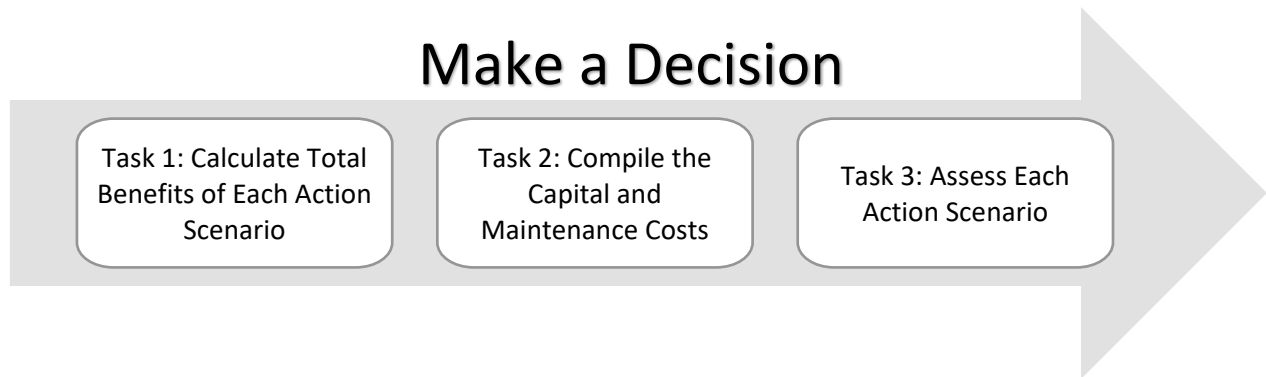 Make a Decision
Task 1: Calculate Total
Benefits of Each Action
Scenario
Task 2: Compile the
Capital and
Maintenance Costs
Task 3: Assess Each
Action Scenario